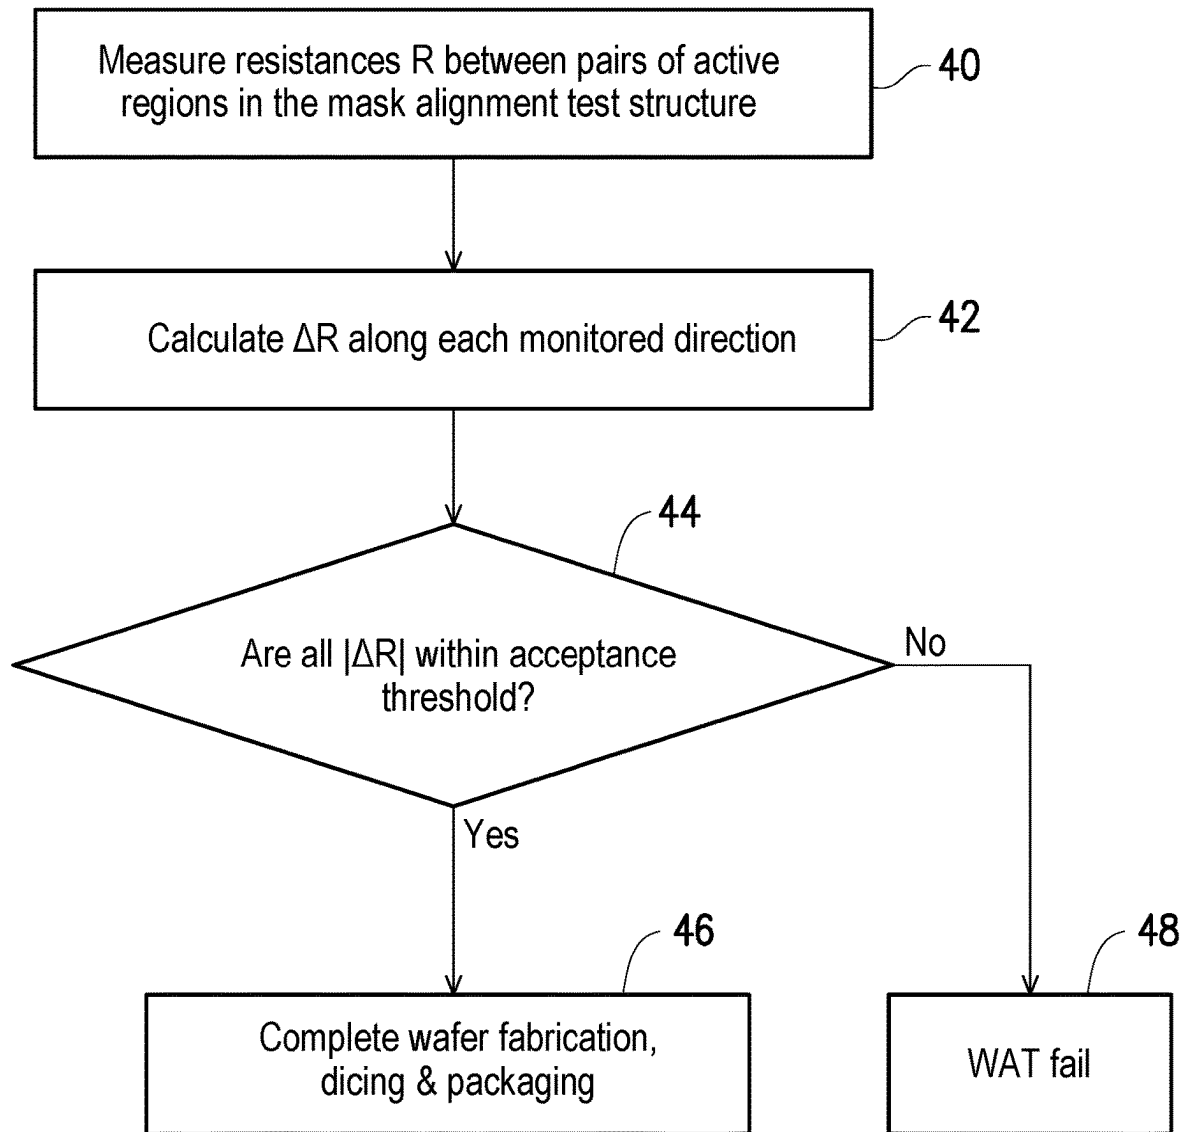 Measure resistances R between pairs of active
regions in the mask alignment test structure
40
Calculate ΔR along each monitored direction
42
44
Are all |ΔR| within acceptance
threshold?
No
Yes
46
Complete wafer fabrication,
dicing & packaging
48
WAT fail